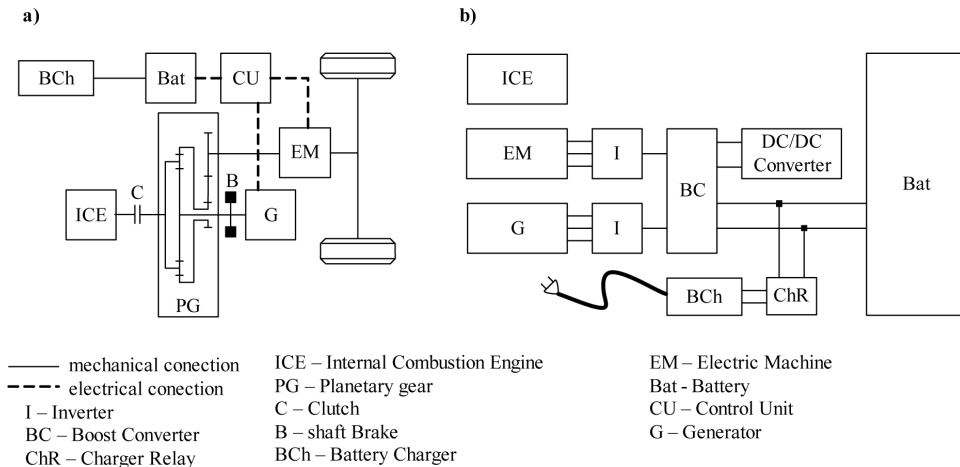 a)
b)
BCh
Bat
CU
EM
B
C
ICE
G
PG
ICE
EM
I
BC
DC/DC
Converter
Bat
G
I
BCh
ChR
mechanical conection
electrical conection
I – Inverter
BC – Boost Converter
ChR – Charger Relay
ICE – Internal Combustion Engine
PG – Planetary gear
C – Clutch
B – shaft Brake
BCh – Battery Charger
EM – Electric Machine
Bat - Battery
CU – Control Unit
G – Generator